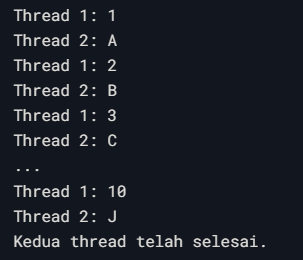 Thread 1: 1
Thread 2: A
Thread 1: 2
Thread 2: B
Thread 1: 3
Thread 2: C
...
Thread 1: 10
Thread 2: J
Kedua thread telah selesai.